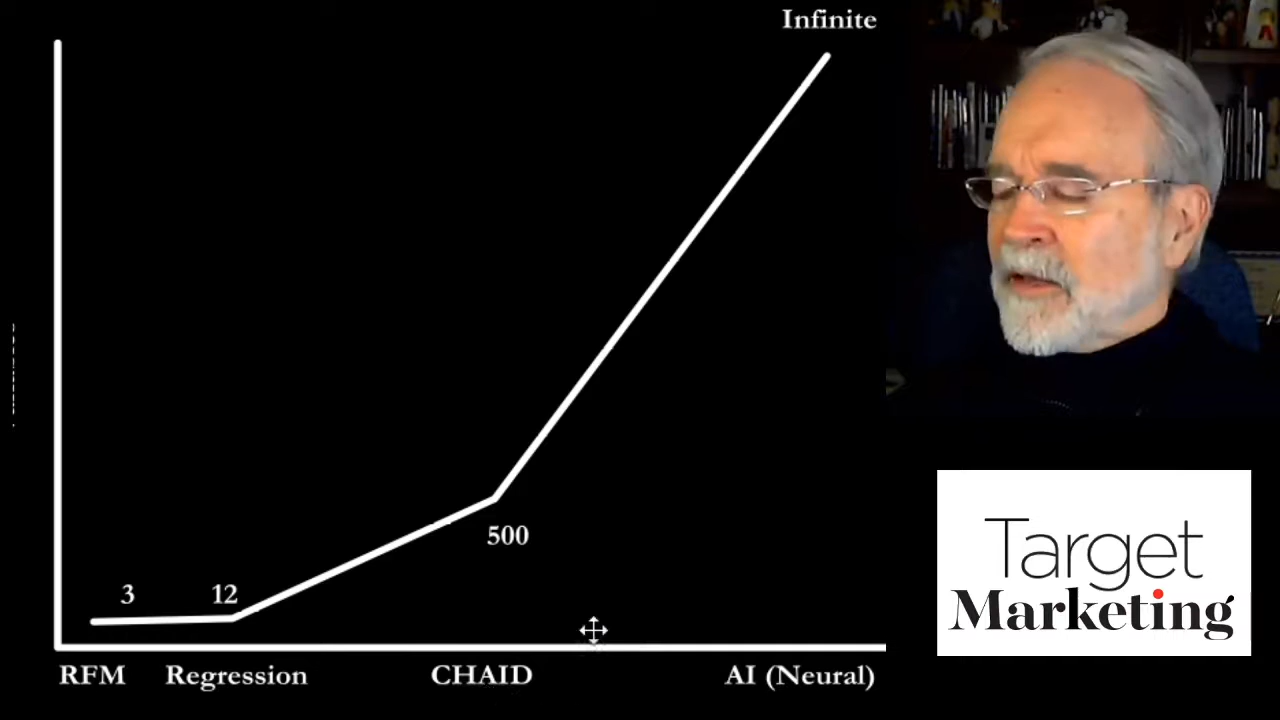 Infinite
500
3
12
RFM
Regression
CHAID
AI (Neural)
Target
Marketing